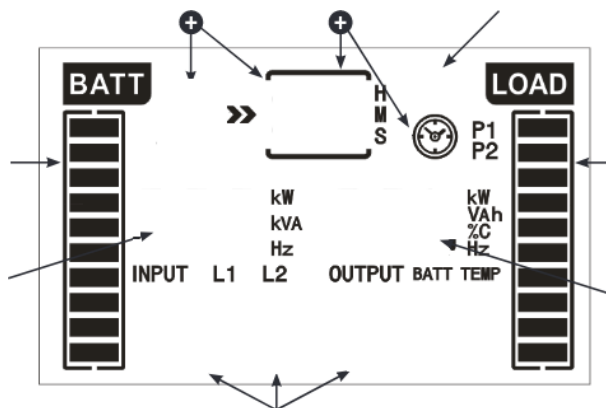 BATT
LOAD
H
M
S
P1
P2
kW
kVA
Hz
kW
VAh
%C
Hz
INPUT L1 L2 OUTPUT BATT TEMP